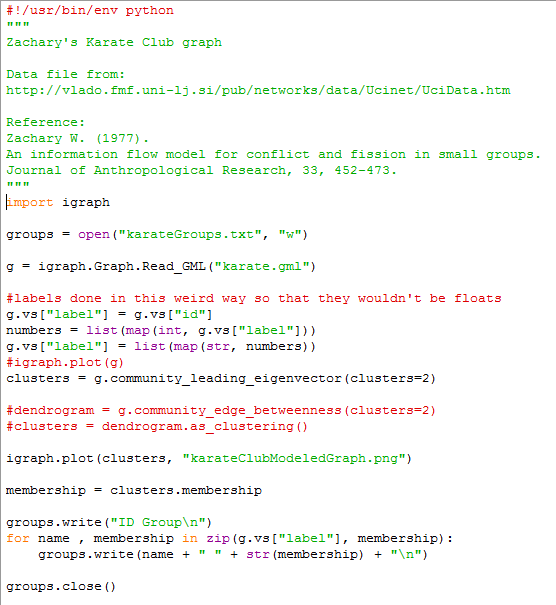 #!/usr/bin/env python
"""
Zachary's Karate Club graph

Data file from:
http://vlado.fmf.uni-lj.si/pub/networks/data/Ucinet/UciData.htm

Reference:
Zachary W. (1977).
An information flow model for conflict and fission in small groups.
Journal of Anthropological Research, 33, 452-473.
"""
import igraph

groups = open("karateGroups.txt", "w")

g = igraph.Graph.Read_GML("karate.gml")

#labels done in this weird way so that they wouldn't be floats
g.vs["label"] = g.vs["id"]
numbers = list(map(int, g.vs["label"]))
g.vs["label"] = list(map(str, numbers))
#igraph.plot(g)
clusters = g.community_leading_eigenvector(clusters=2)

#dendrogram = g.community_edge_betweenness(clusters=2)
#clusters = dendrogram.as_clustering()

igraph.plot(clusters, "karateClubModeledGraph.png")

membership = clusters.membership

groups.write("ID Group\n")
for name , membership in zip(g.vs["label"], membership):
    groups.write(name + " " + str(membership) + "\n")

groups.close()